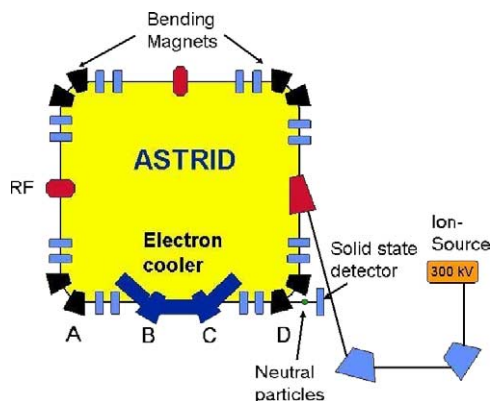 Bending
Magnets
ASTRID
RF
Electron
cooler
Solid state
detector
Ion-
Source
300 kV
A
B
C
D
Neutral
particles